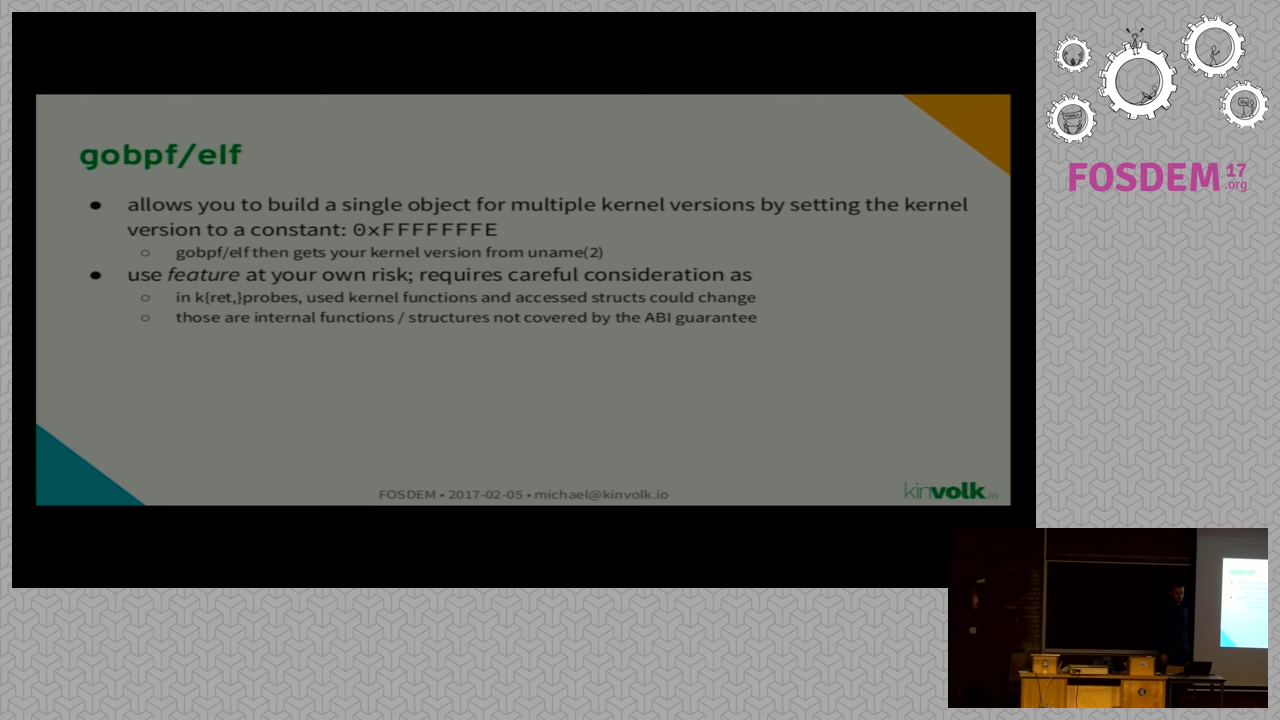 gobpf/elf
● allows you to build a single object for multiple kernel versions by setting the kernel
version to a constant: 0xFFFFFFFE
○ gobpf/elf then gets your kernel version from uname(2)
● use feature at your own risk; requires careful consideration as
○ in k{ret,}probes, used kernel functions and accessed structs could change
○ those are internal functions / structures not covered by the ABI guarantee
FOSDEM • 2017-02-05 • michael@kinvolk.io
kinvolk.io
FOSDEM 17
.org